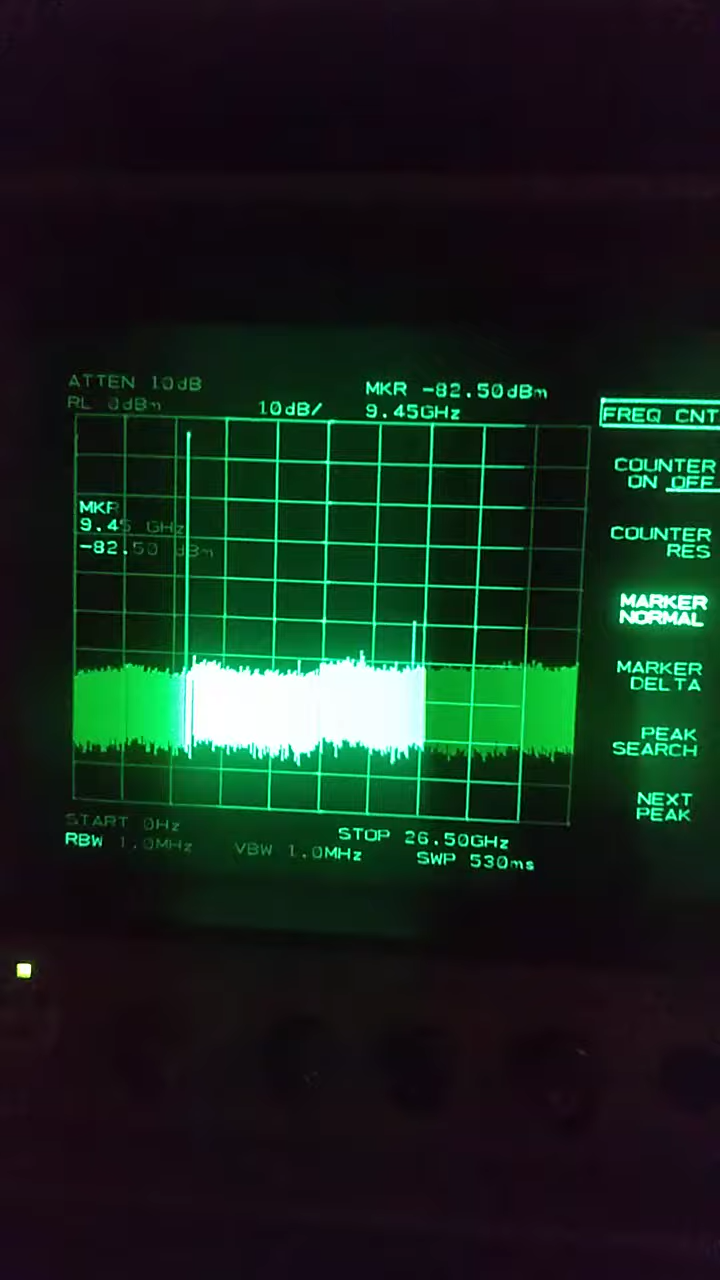 ATTEN 10dB
MKR -82.50dBm
RL 0dBm
10dB/
9.45GHz
FREQ CNT
COUNTER
ON OFF
MKR
9.45 GHz
-82.50 dBm
COUNTER
RES
MARKER
NORMAL
MARKER
DELTA
PEAK
SEARCH
NEXT
PEAK
START 0Hz
STOP 26.50GHz
RBW 1.0MHz
VBW 1.0MHz
SWP 530ms